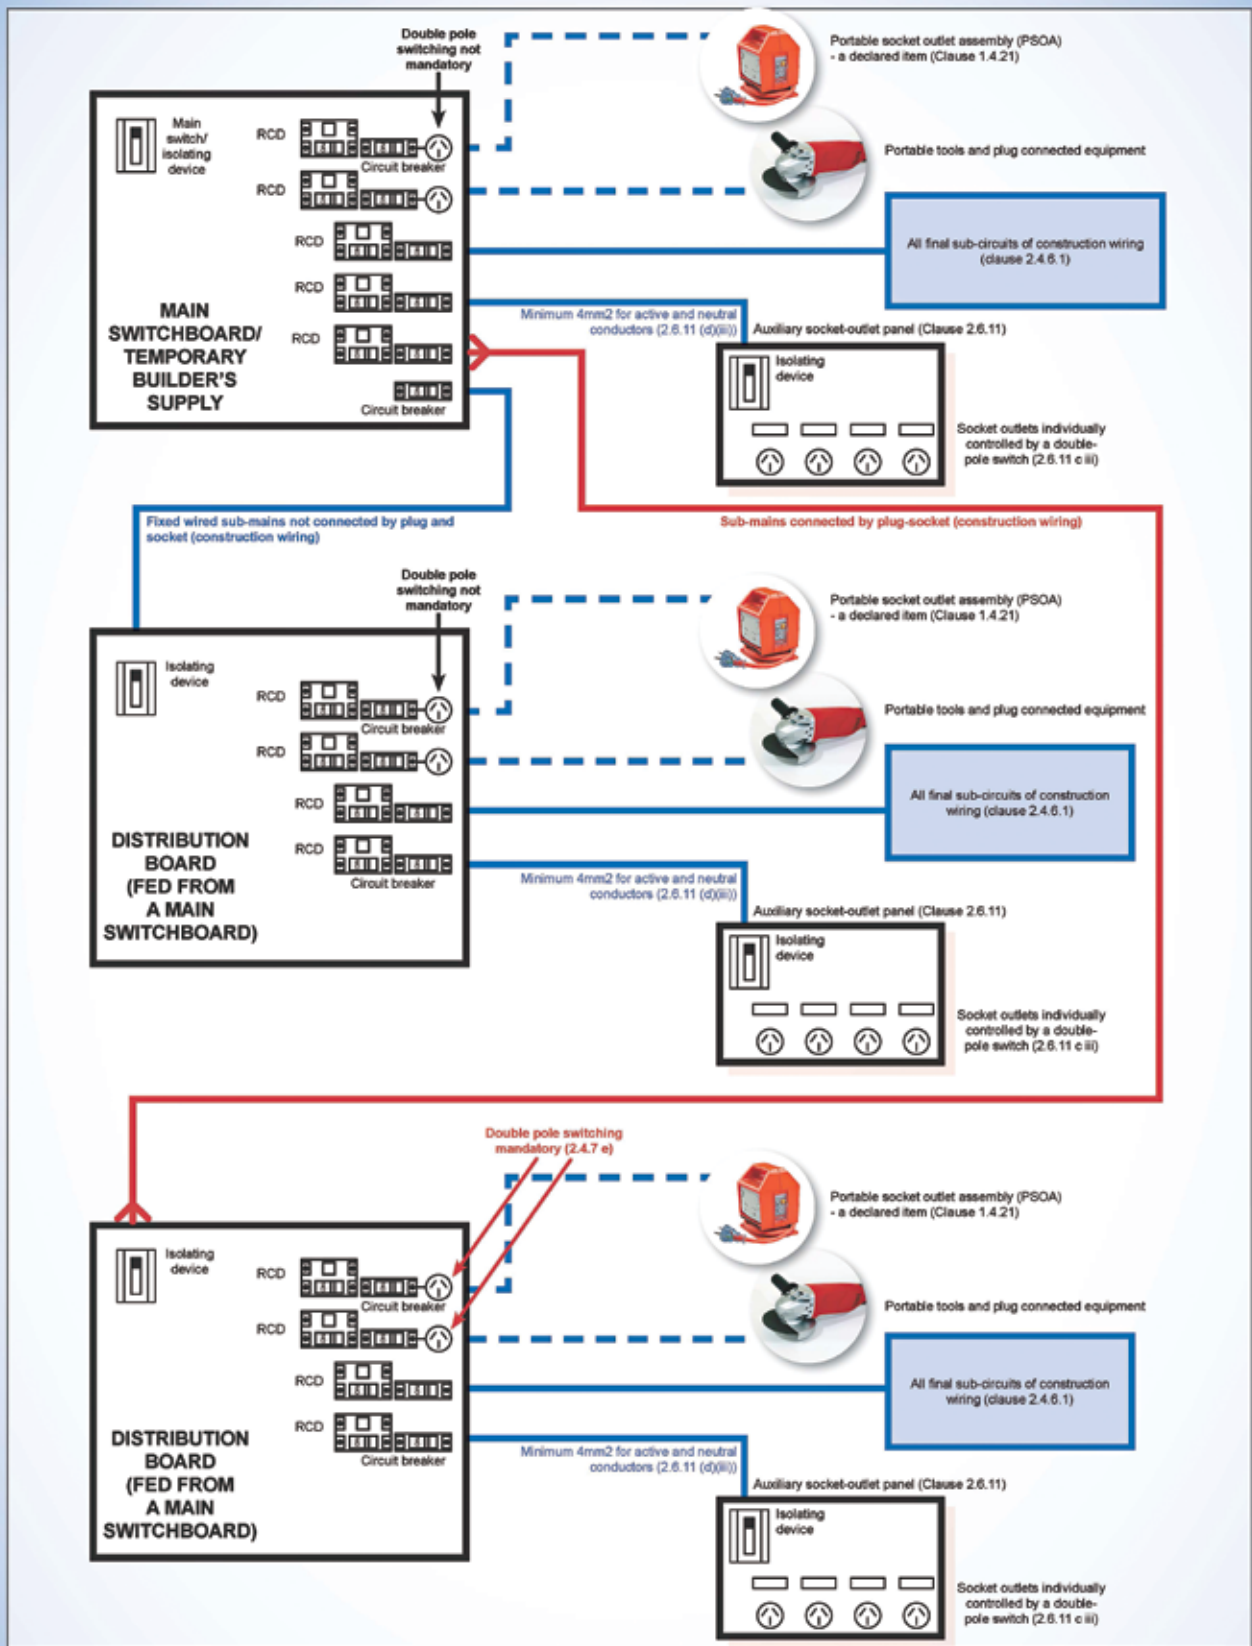 Double pole
switching not
mandatory
Portable socket outlet assembly (PSOA)
- a declared item (Clause 1.4.21)
Main
switch/
isolating
device
RCD
Circuit breaker
Portable tools and plug connected equipment
RCD
RCD
All final sub-circuits of construction wiring
(clause 2.4.6.1)
RCD
MAIN
SWITCHBOARD/
TEMPORARY
BUILDER'S
SUPPLY
Minimum 4mm2 for active and neutral
conductors (2.6.11 (d)(iii))
Auxiliary socket-outlet panel (Clause 2.6.11)
RCD
Isolating
device
Circuit breaker
Socket outlets individually
controlled by a double-
pole switch (2.6.11 c iii)
Fixed wired sub-mains not connected by plug and
socket (construction wiring)
Sub-mains connected by plug-socket (construction wiring)
Double pole
switching not
mandatory
Portable socket outlet assembly (PSOA)
- a declared item (Clause 1.4.21)
Isolating
device
RCD
Circuit breaker
Portable tools and plug connected equipment
RCD
RCD
All final sub-circuits of construction
wiring (clause 2.4.6.1)
DISTRIBUTION
BOARD
(FED FROM
A MAIN
SWITCHBOARD)
RCD
Circuit breaker
Minimum 4mm2 for active and neutral
conductors (2.6.11 (d)(iii))
Auxiliary socket-outlet panel (Clause 2.6.11)
Isolating
device
Socket outlets individually
controlled by a double-
pole switch (2.6.11 c iii)
Double pole switching
mandatory (2.4.7 e)
Portable socket outlet assembly (PSOA)
- a declared item (Clause 1.4.21)
Isolating
device
RCD
Circuit breaker
Portable tools and plug connected equipment
RCD
RCD
All final sub-circuits of construction
wiring (clause 2.4.6.1)
RCD
Circuit breaker
DISTRIBUTION
BOARD
(FED FROM
A MAIN
SWITCHBOARD)
Minimum 4mm2 for active and neutral
conductors (2.6.11 (d)(iii))
Auxiliary socket-outlet panel (Clause 2.6.11)
Isolating
device
Socket outlets individually
controlled by a double-
pole switch (2.6.11 c iii)